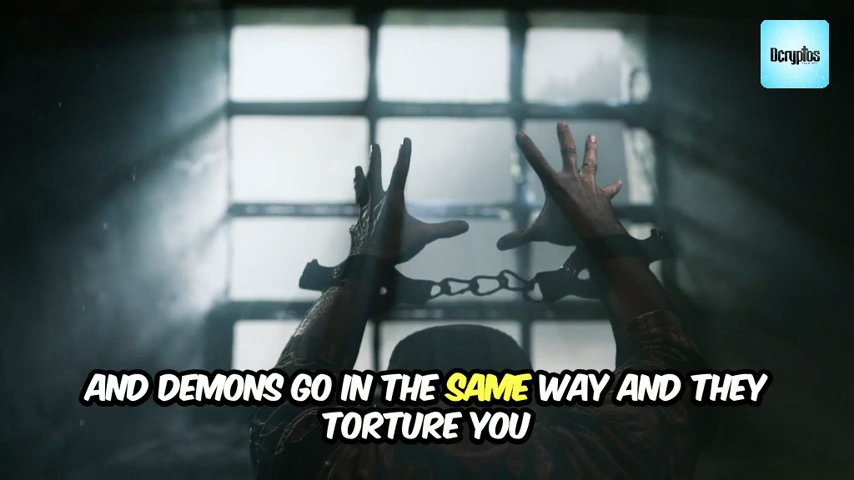 Dcryptos
AND DEMONS GO IN THE SAME WAY AND THEY
TORTURE YOU